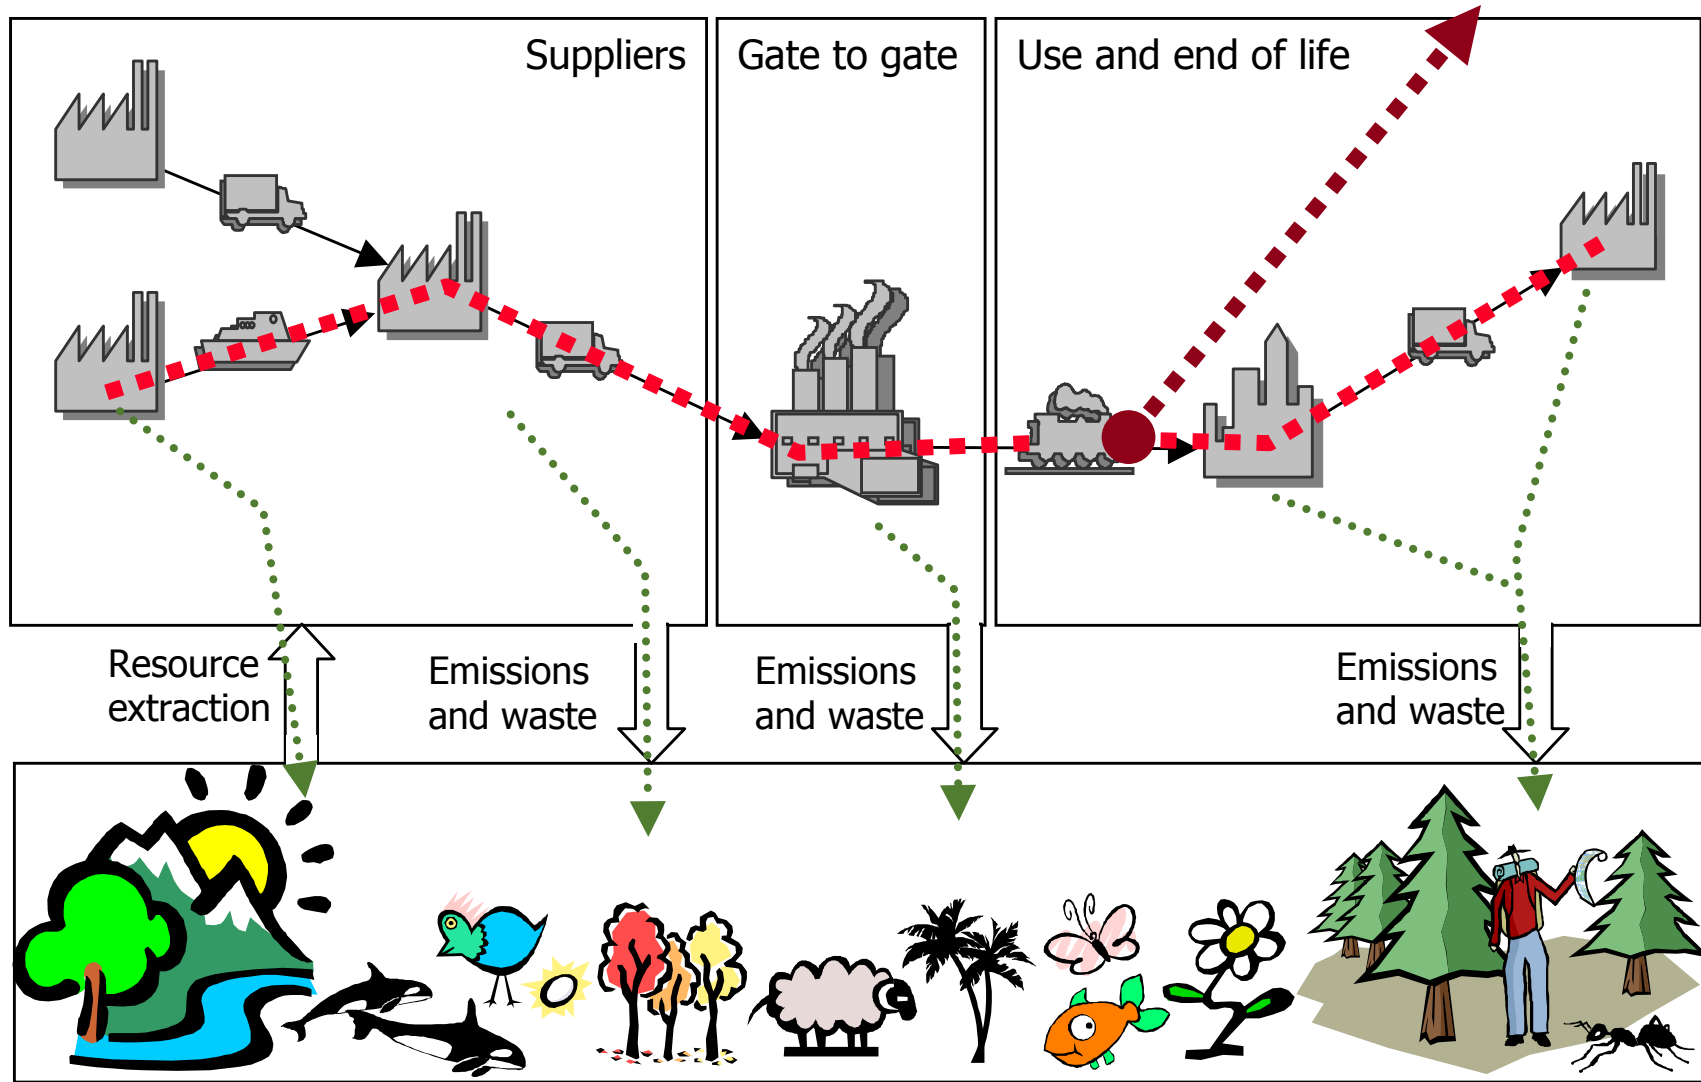 Suppliers
Gate to gate
Use and end of life
Resource
extraction
Emissions
and waste
Emissions
and waste
Emissions
and waste